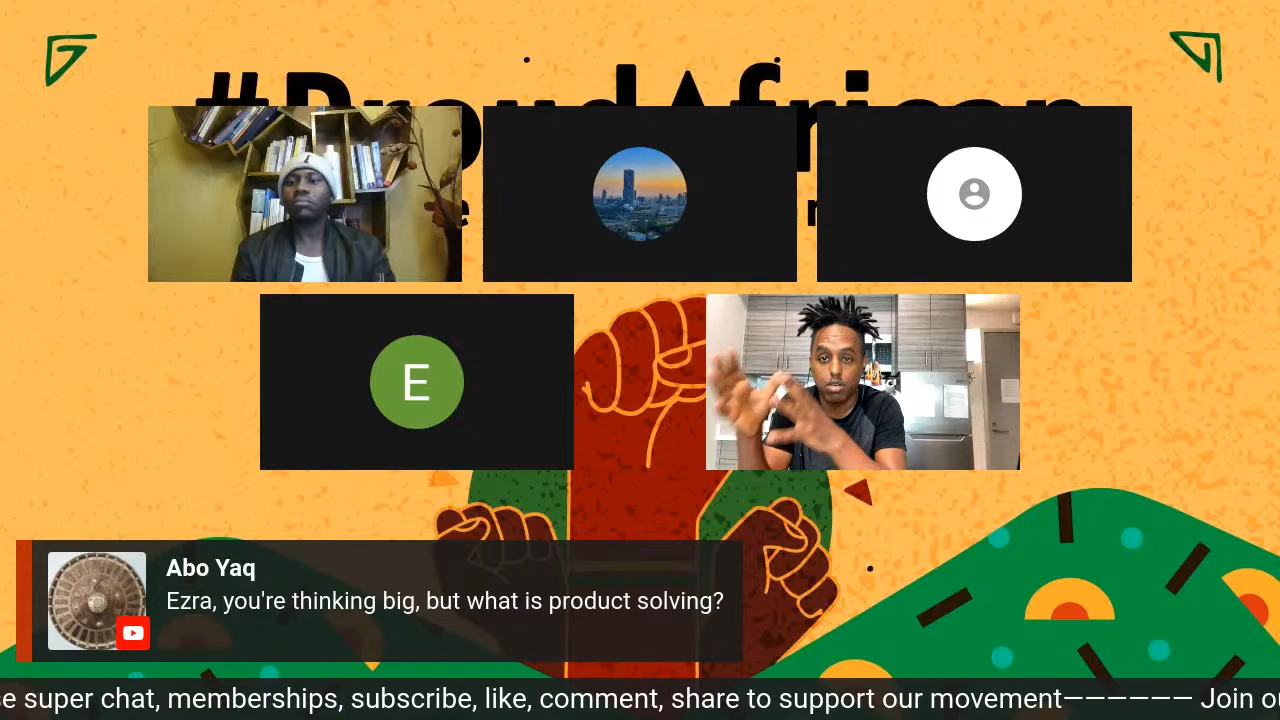 #ProudAfrican
E
Abo Yaq
Ezra, you're thinking big, but what is product solving?
super chat, memberships, subscribe, like, comment, share to support our movement—————— Join